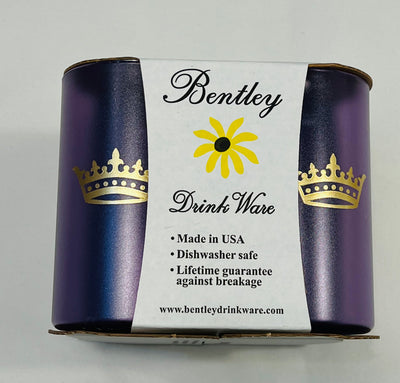 Bentley
Drink Ware
• Made in USA
• Dishwasher safe
• Lifetime guarantee
against breakage
www.bentleydrinkware.com